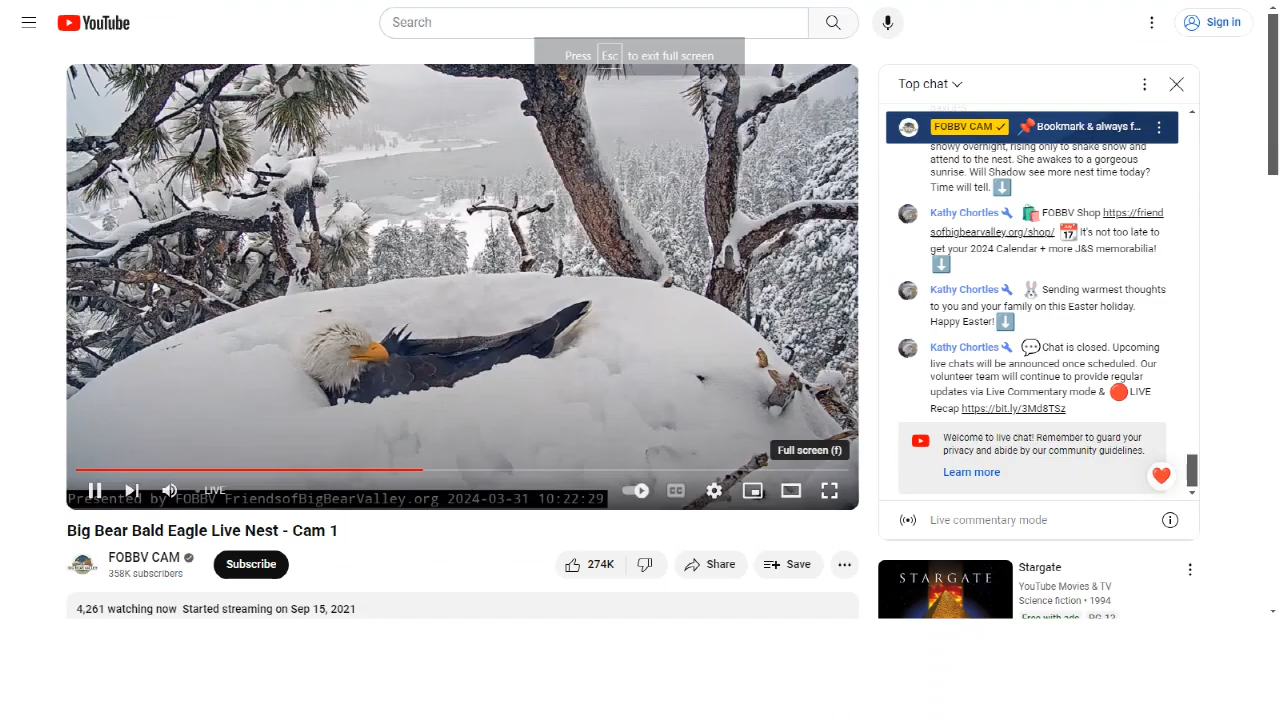 YouTube
Search
Sign in
Press Esc to exit full screen
Full screen (f)
LIVE
Presented by FOBBV FriendsofBigBearValley.org 2024-03-31 10:22:29
Big Bear Bald Eagle Live Nest - Cam 1
FOBBV CAM
358K subscribers
Subscribe
274K
Share
Save
4,261 watching now Started streaming on Sep 15, 2021
Top chat
FOBBV CAM Bookmark & always f...
snowy overnight, rising only to shake snow and
attend to the nest. She awakes to a gorgeous
sunrise. Will Shadow see more nest time today?
Time will tell.
Kathy Chortles FOBBV Shop https://friend
sofbigbearvalley.org/shop/ It's not too late to
get your 2024 Calendar + more J&S memorabilia!
Kathy Chortles Sending warmest thoughts
to you and your family on this Easter holiday.
Happy Easter!
Kathy Chortles Chat is closed. Upcoming
live chats will be announced once scheduled. Our
volunteer team will continue to provide regular
updates via Live Commentary mode & LIVE
Recap https://bit.ly/3Md8TSz
Welcome to live chat! Remember to guard your
privacy and abide by our community guidelines.
Learn more
Live commentary mode
STARGATE
Stargate
YouTube Movies & TV
Science fiction • 1994
Free with ads PG-13